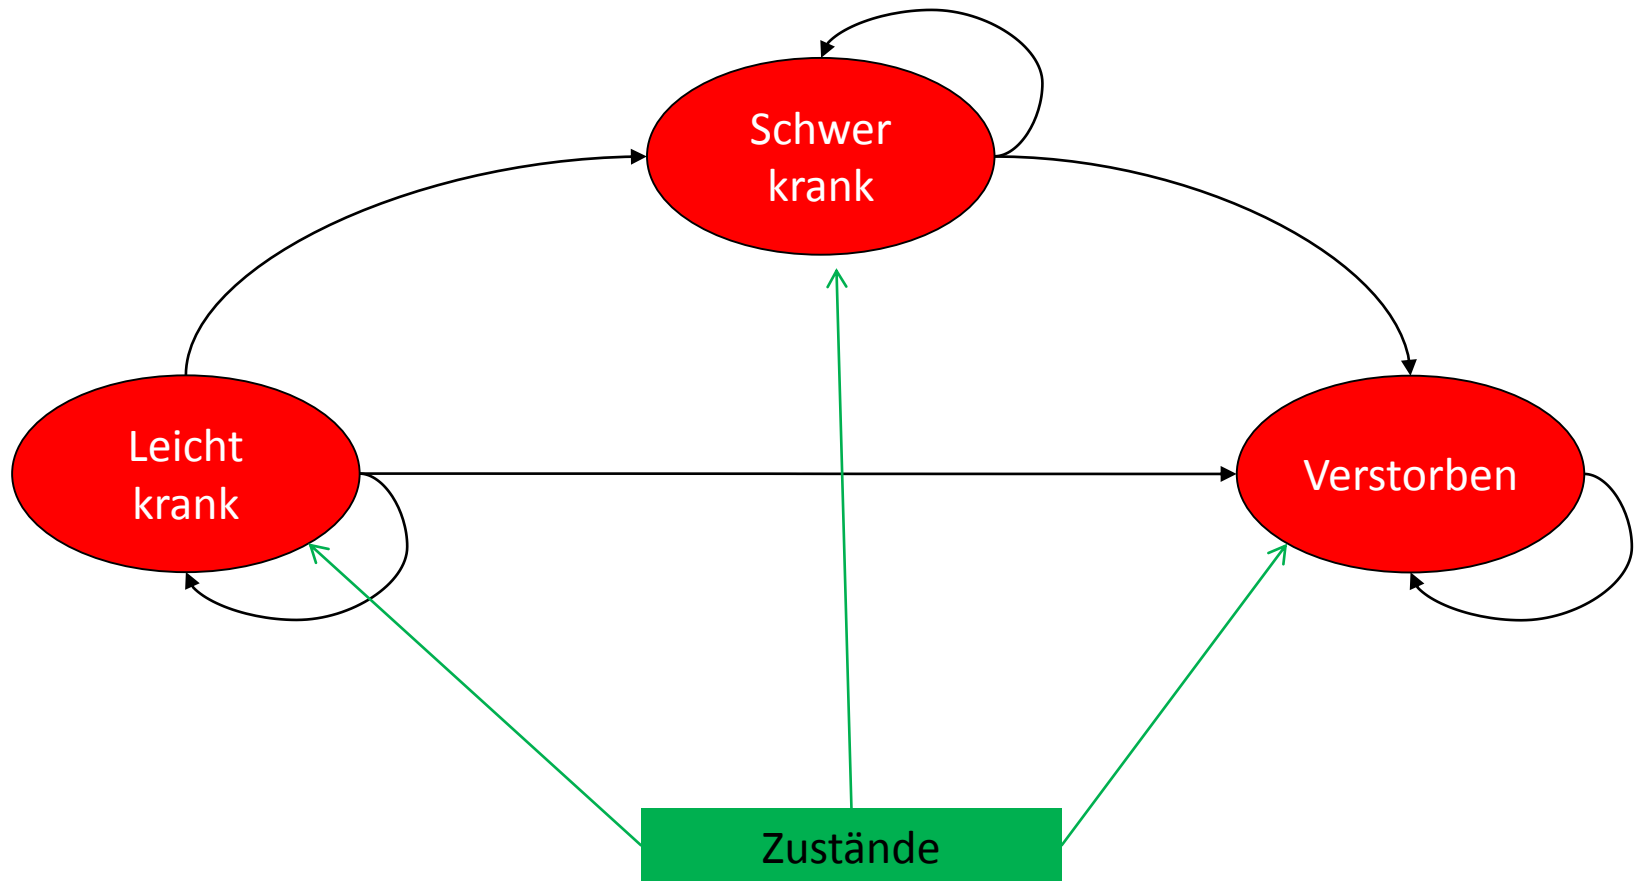 Schwer
krank
Leicht
krank
Verstorben
Zustände